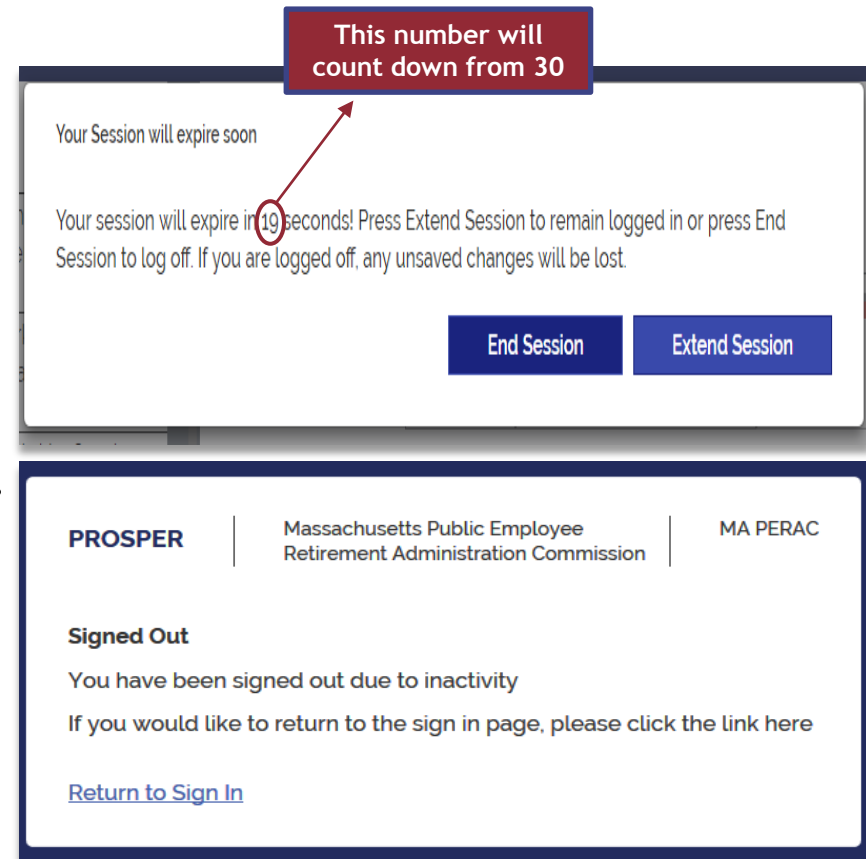 This number will
count down from 30
Your Session will expire soon
Your session will expire in 19 seconds! Press Extend Session to remain logged in or press End
Session to log off. If you are logged off, any unsaved changes will be lost.
End Session
Extend Session
PROSPER
Massachusetts Public Employee
Retirement Administration Commission
MA PERAC
Signed Out
You have been signed out due to inactivity
If you would like to return to the sign in page, please click the link here
Return to Sign In